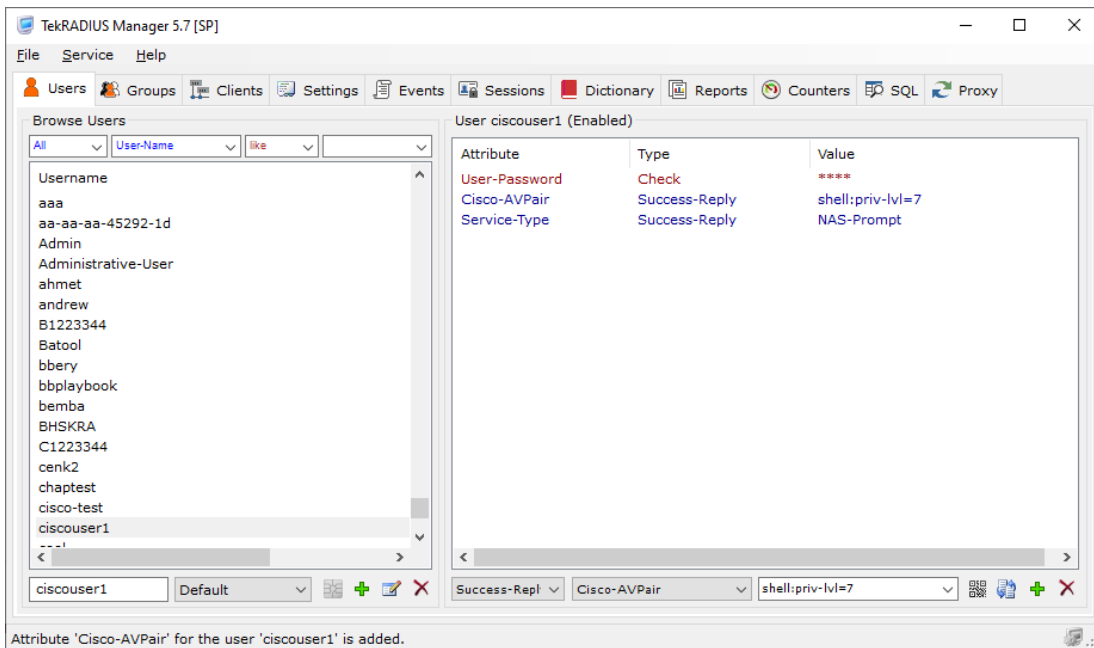 TekRADIUS Manager 5.7 [SP]
File Service Help
Users Groups Clients Settings Events Sessions Dictionary Reports Counters SQL Proxy
Browse Users
All User-Name like
Username
aaa
aa-aa-aa-45292-1d
Admin
Administrative-User
ahmet
andrew
B1223344
Batool
bbery
bbplaybook
bemba
BHSKRA
C1223344
cenk2
chaptest
cisco-test
ciscouser1
ciscouser1 Default
User ciscouser1 (Enabled)
Attribute Type Value
User-Password Check ****
Cisco-AVPair Success-Reply shell:priv-lvl=7
Service-Type Success-Reply NAS-Prompt
Success-Repl Cisco-AVPair shell:priv-lvl=7
Attribute 'Cisco-AVPair' for the user 'ciscouser1' is added.